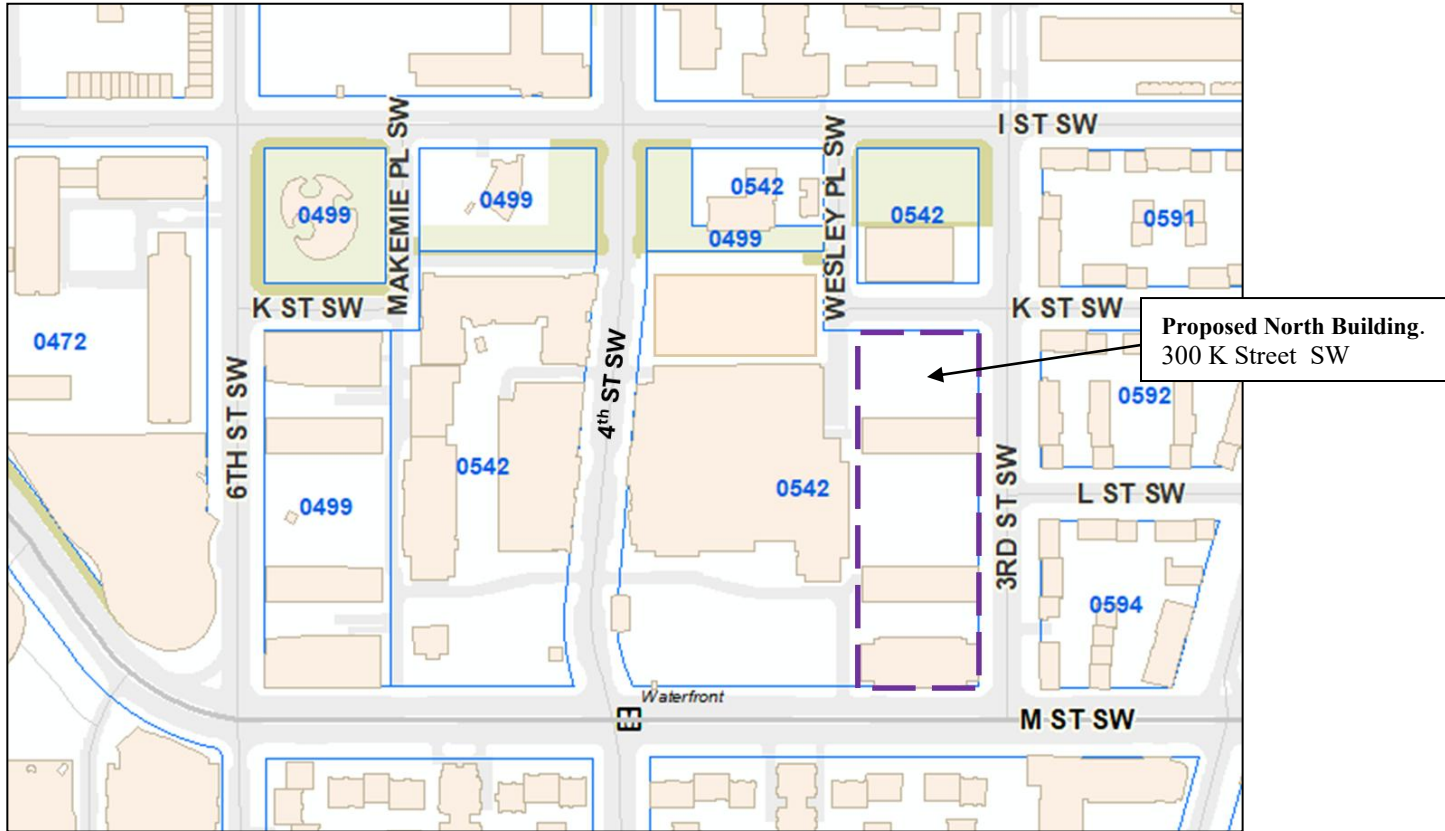 I ST SW
MAKEMIE PL SW
WESLEY PL SW
0499
0499
0542
0499
0542
0591
K ST SW
K ST SW
0472
6TH ST SW
4th ST SW
3RD ST SW
Proposed North Building.
300 K Street SW
0592
0542
0542
0499
L ST SW
0594
Waterfront
M
M ST SW